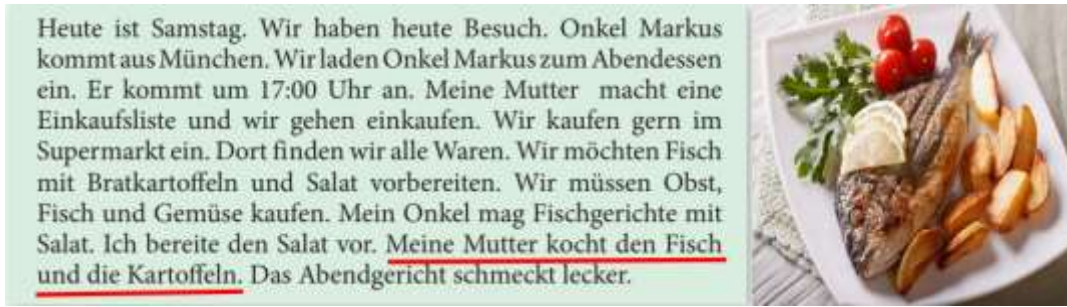 Heute ist Samstag. Wir haben heute Besuch. Onkel Markus
kommt aus München. Wir laden Onkel Markus zum Abendessen
ein. Er kommt um 17:00 Uhr an. Meine Mutter macht eine
Einkaufsliste und wir gehen einkaufen. Wir kaufen gern im
Supermarkt ein. Dort finden wir alle Waren. Wir möchten Fisch
mit Bratkartoffeln und Salat vorbereiten. Wir müssen Obst,
Fisch und Gemüse kaufen. Mein Onkel mag Fischgerichte mit
Salat. Ich bereite den Salat vor. Meine Mutter kocht den Fisch
und die Kartoffeln. Das Abendgericht schmeckt lecker.